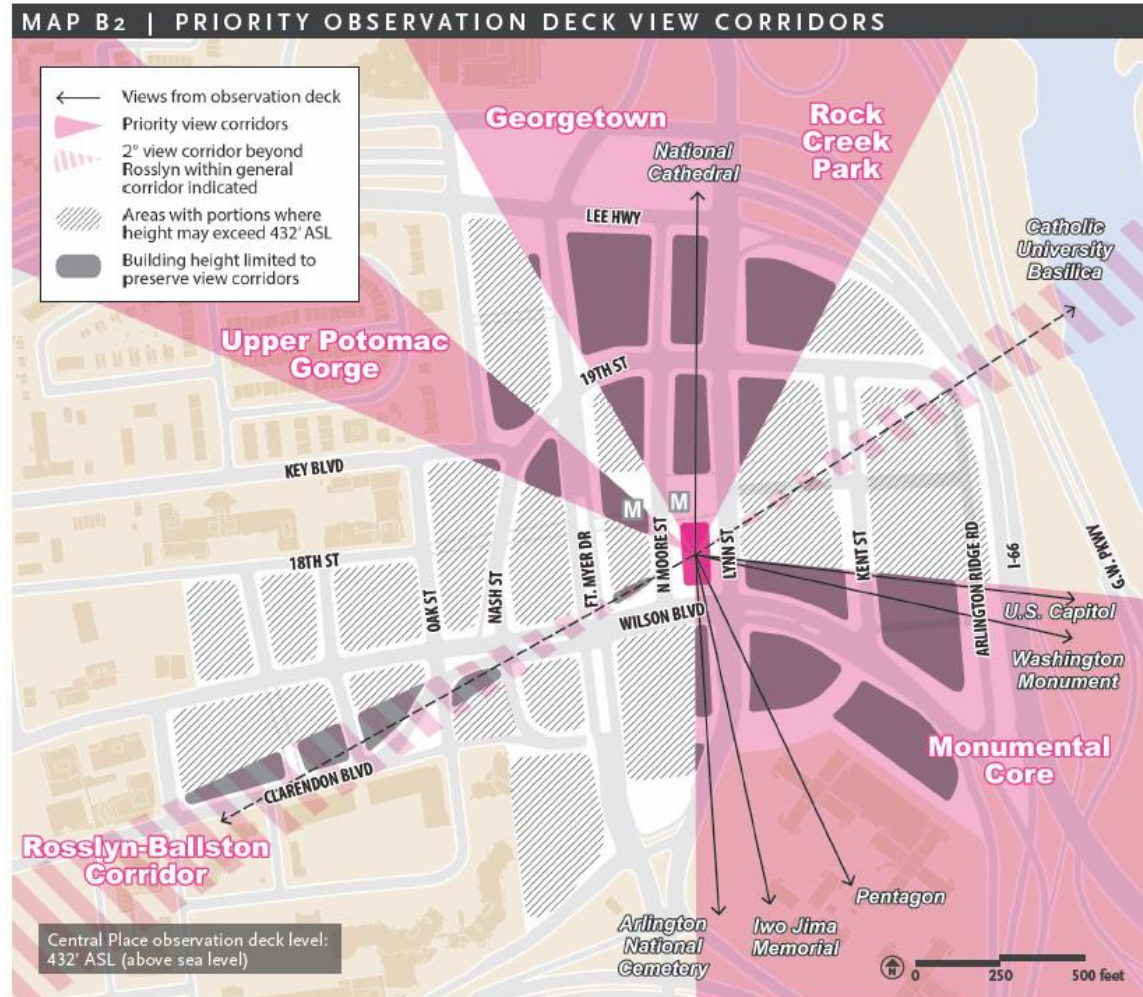 MAP B2 | PRIORITY OBSERVATION DECK VIEW CORRIDORS
Views from observation deck
Priority view corridors
2° view corridor beyond
Rosslyn within general
corridor indicated
Areas with portions where
height may exceed 432' ASL
Building height limited to
preserve view corridors
Georgetown
Rock
Creek
Park
National
Cathedral
LEE HWY
Catholic
University
Basilica
Upper Potomac
Gorge
19TH ST
KEY BLVD
M
M
18TH ST
OAK ST
NASH ST
FT. MYER DR
N MOORE ST
LYNN ST
KENT ST
ARLINGTON RIDGE RD
I-66
G.W. PKWY
WILSON BLVD
U.S. Capitol
Washington
Monument
Monumental
Core
CLARENDON BLVD
Rosslyn-Ballston
Corridor
Pentagon
Arlington
National
Cemetery
Iwo Jima
Memorial
Central Place observation deck level:
432' ASL (above sea level)
N
0 250 500 feet